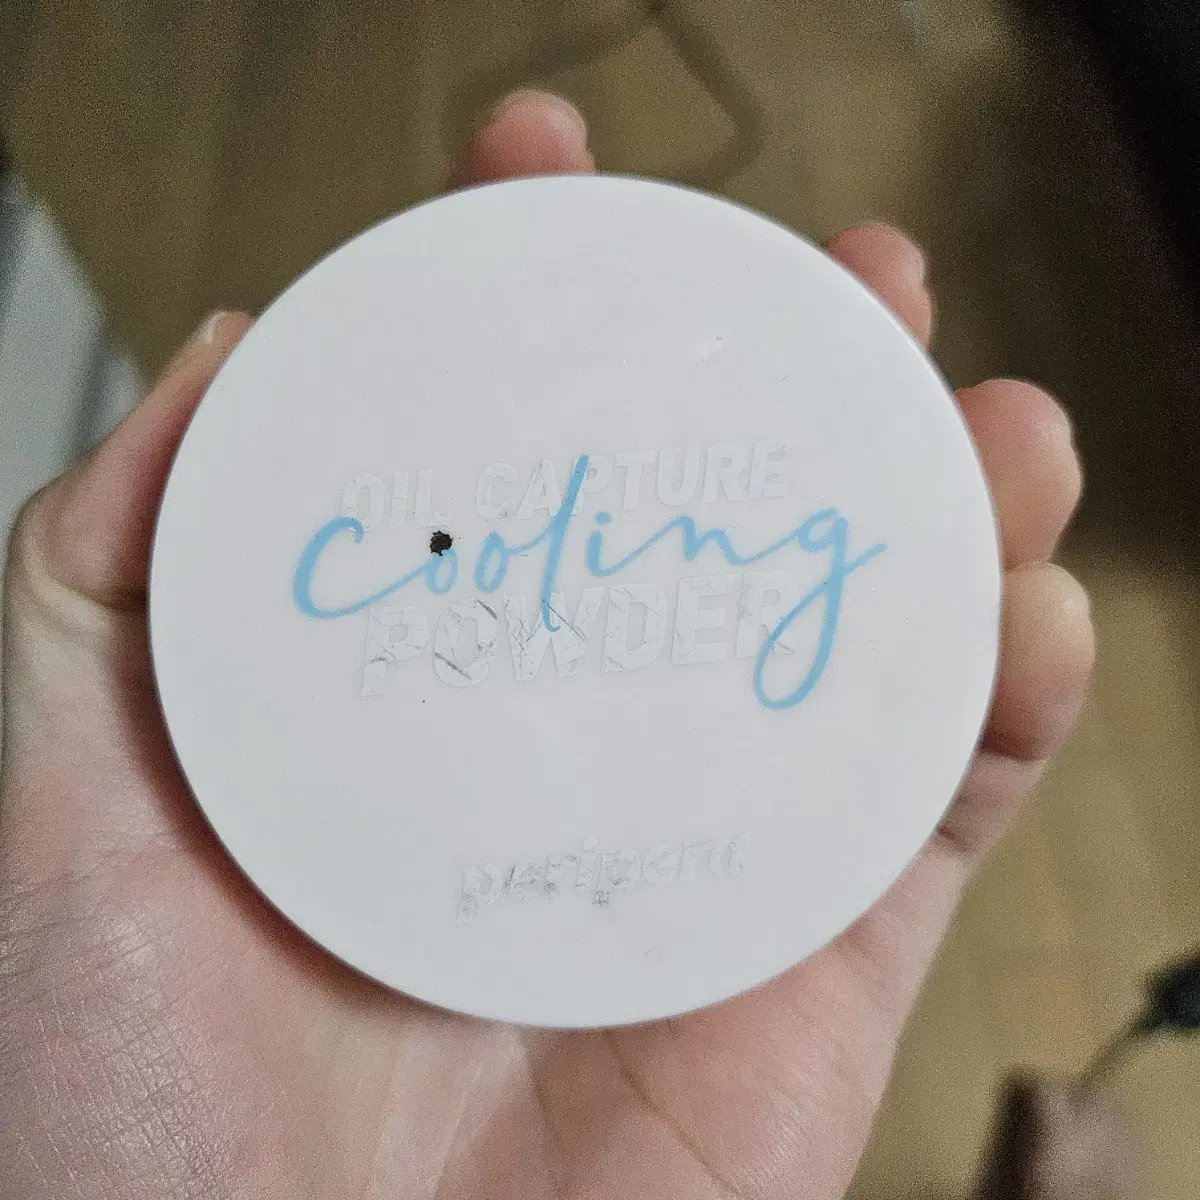 OIL CAPTURE
Cooling
POWDER
peripera